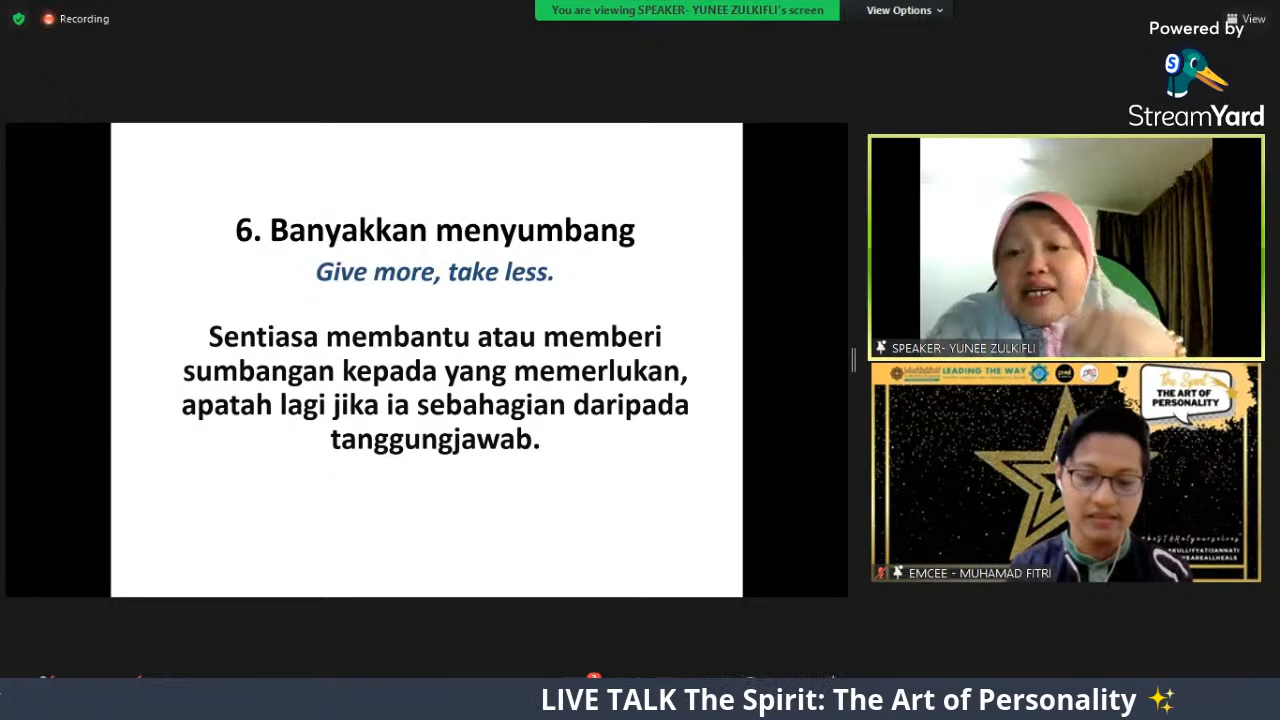 Recording
You are viewing SPEAKER- YUNEE ZULKIFLI's screen
View Options
View
Powered by
S
StreamYard
6. Banyakkan menyumbang
Give more, take less.
Sentiasa membantu atau memberi
sumbangan kepada yang memerlukan,
apatah lagi jika ia sebahagian daripada
tanggungjawab.
SPEAKER- YUNEE ZULKIFLI
LEADING THE WAY
The Spirit
THE ART OF
PERSONALITY
EMCEE - MUHAMAD FITRI
LIVE TALK The Spirit: The Art of Personality ✨